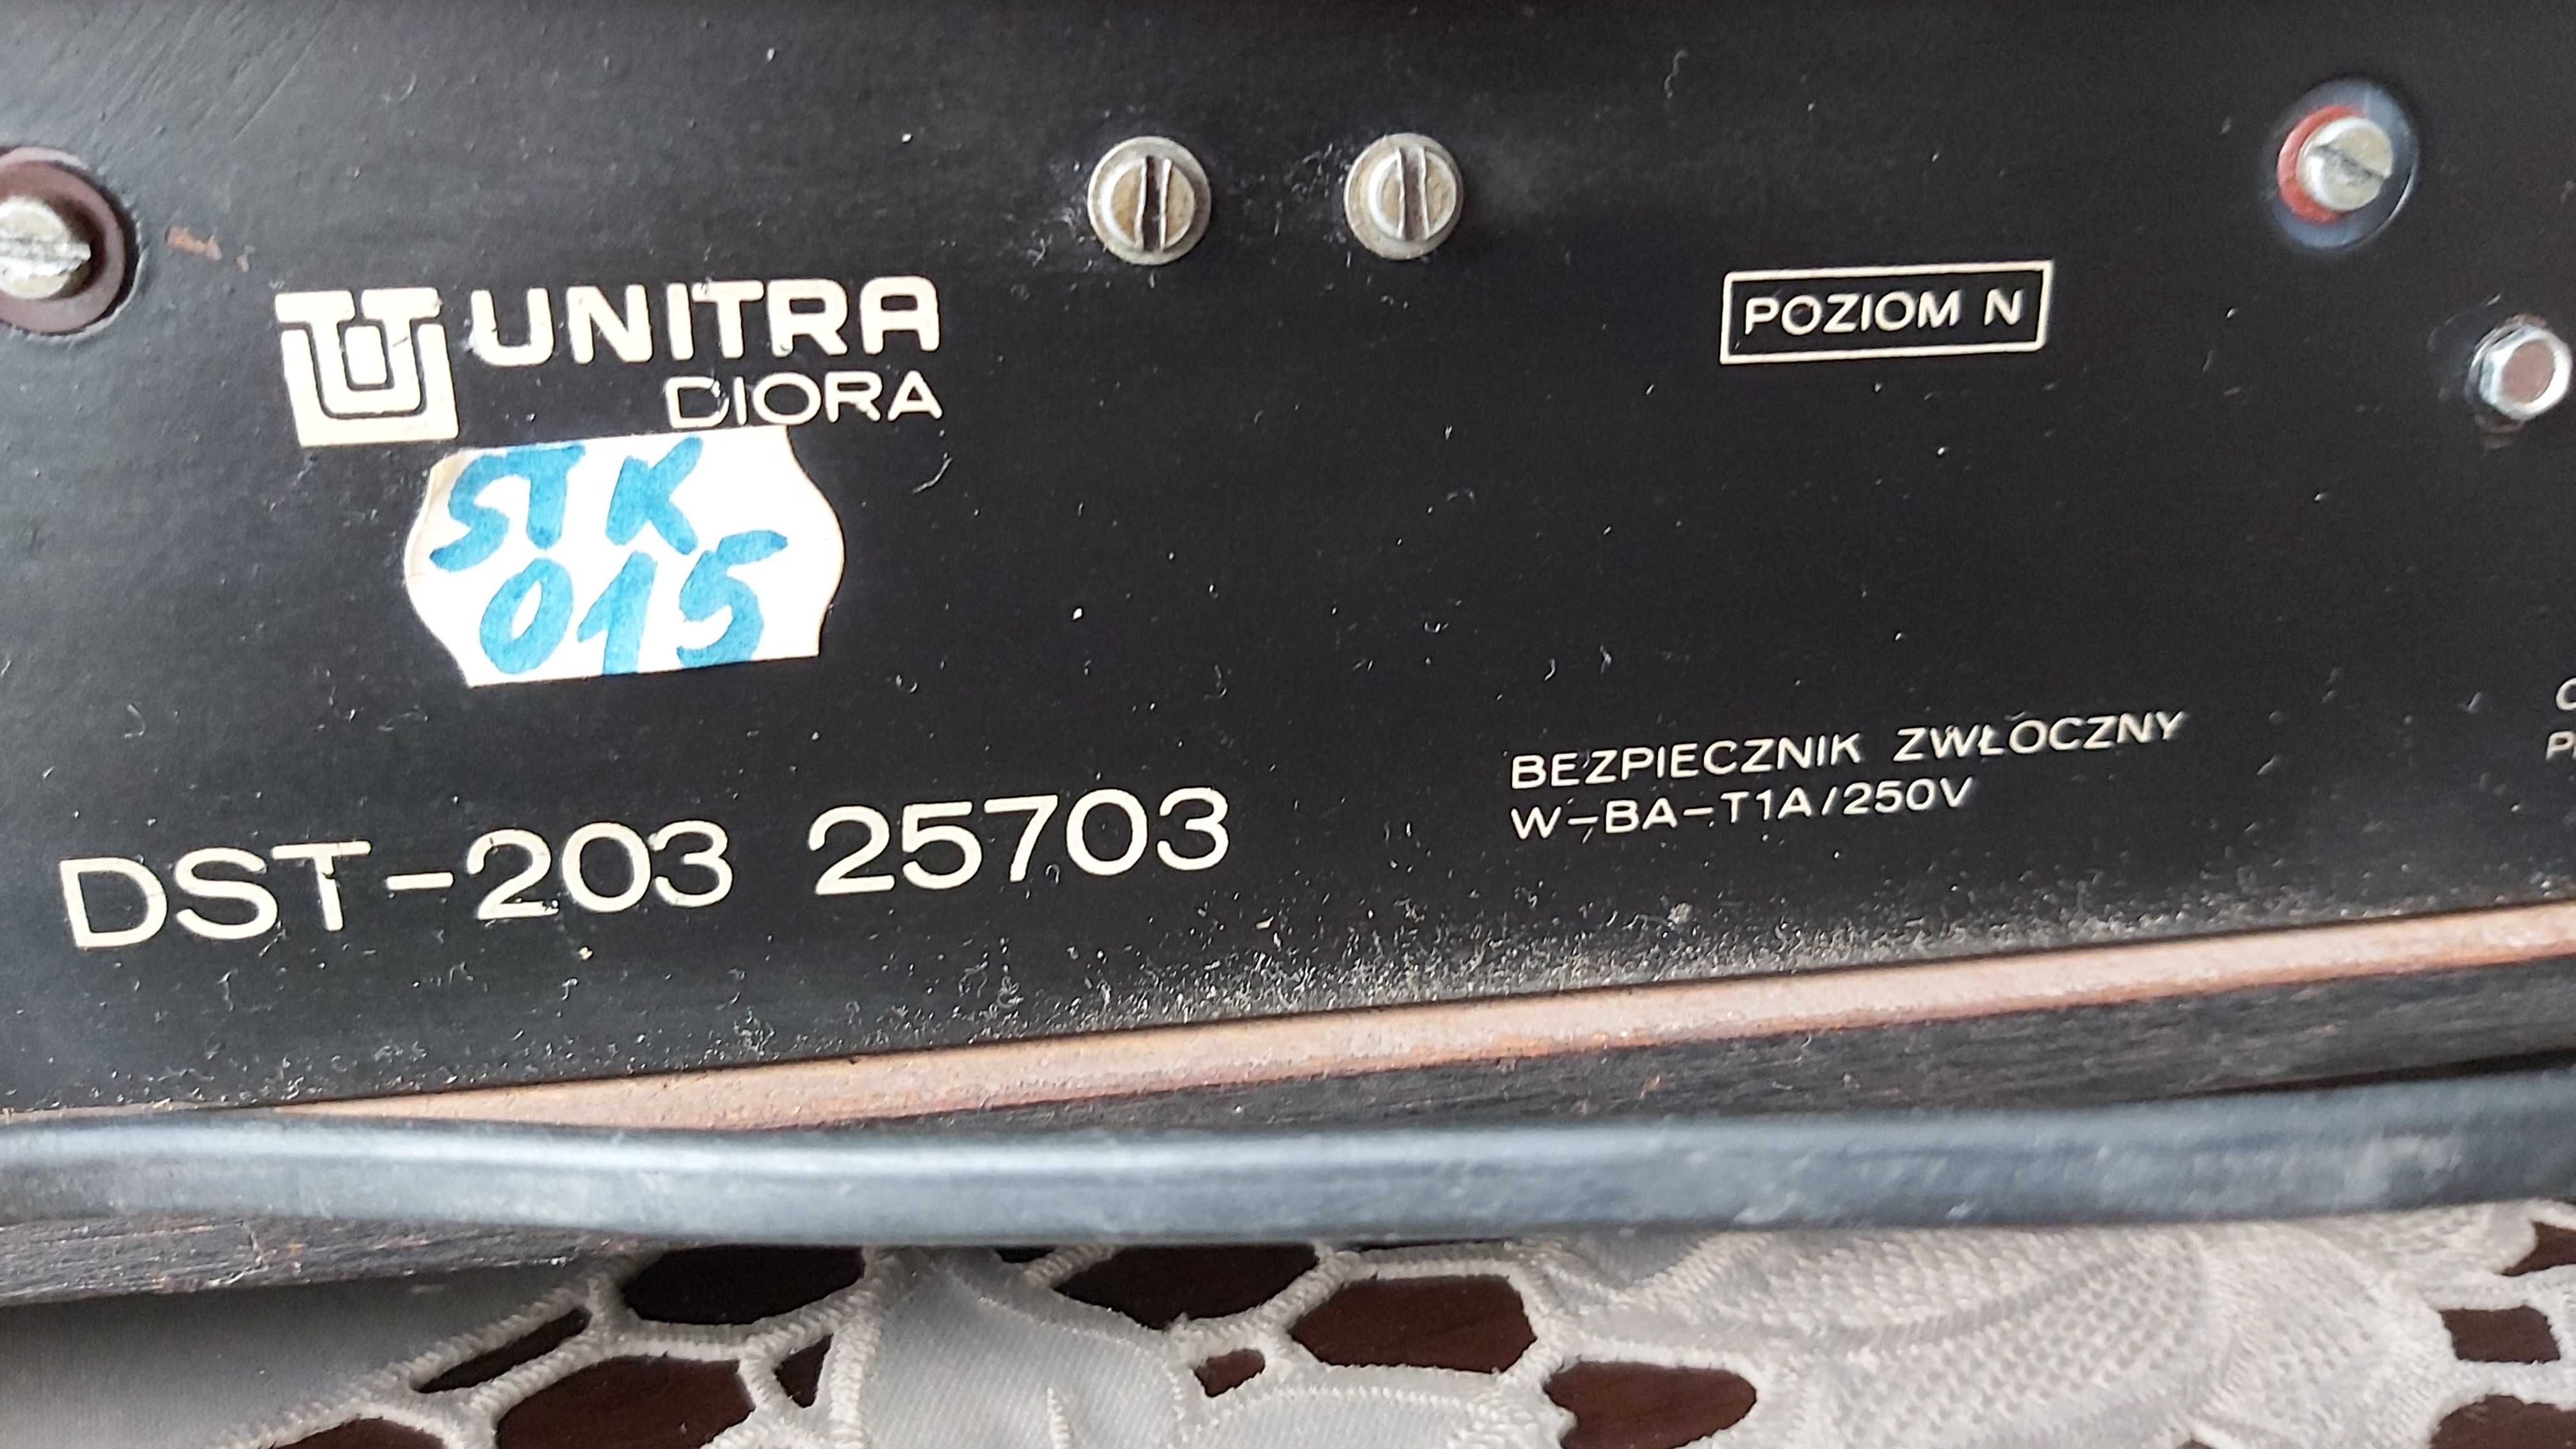 UNITRA
DIORA
POZIOM N
STK
015
DST-203 25703
BEZPIECZNIK ZWŁOCZNY
W-BA-T1A/250V